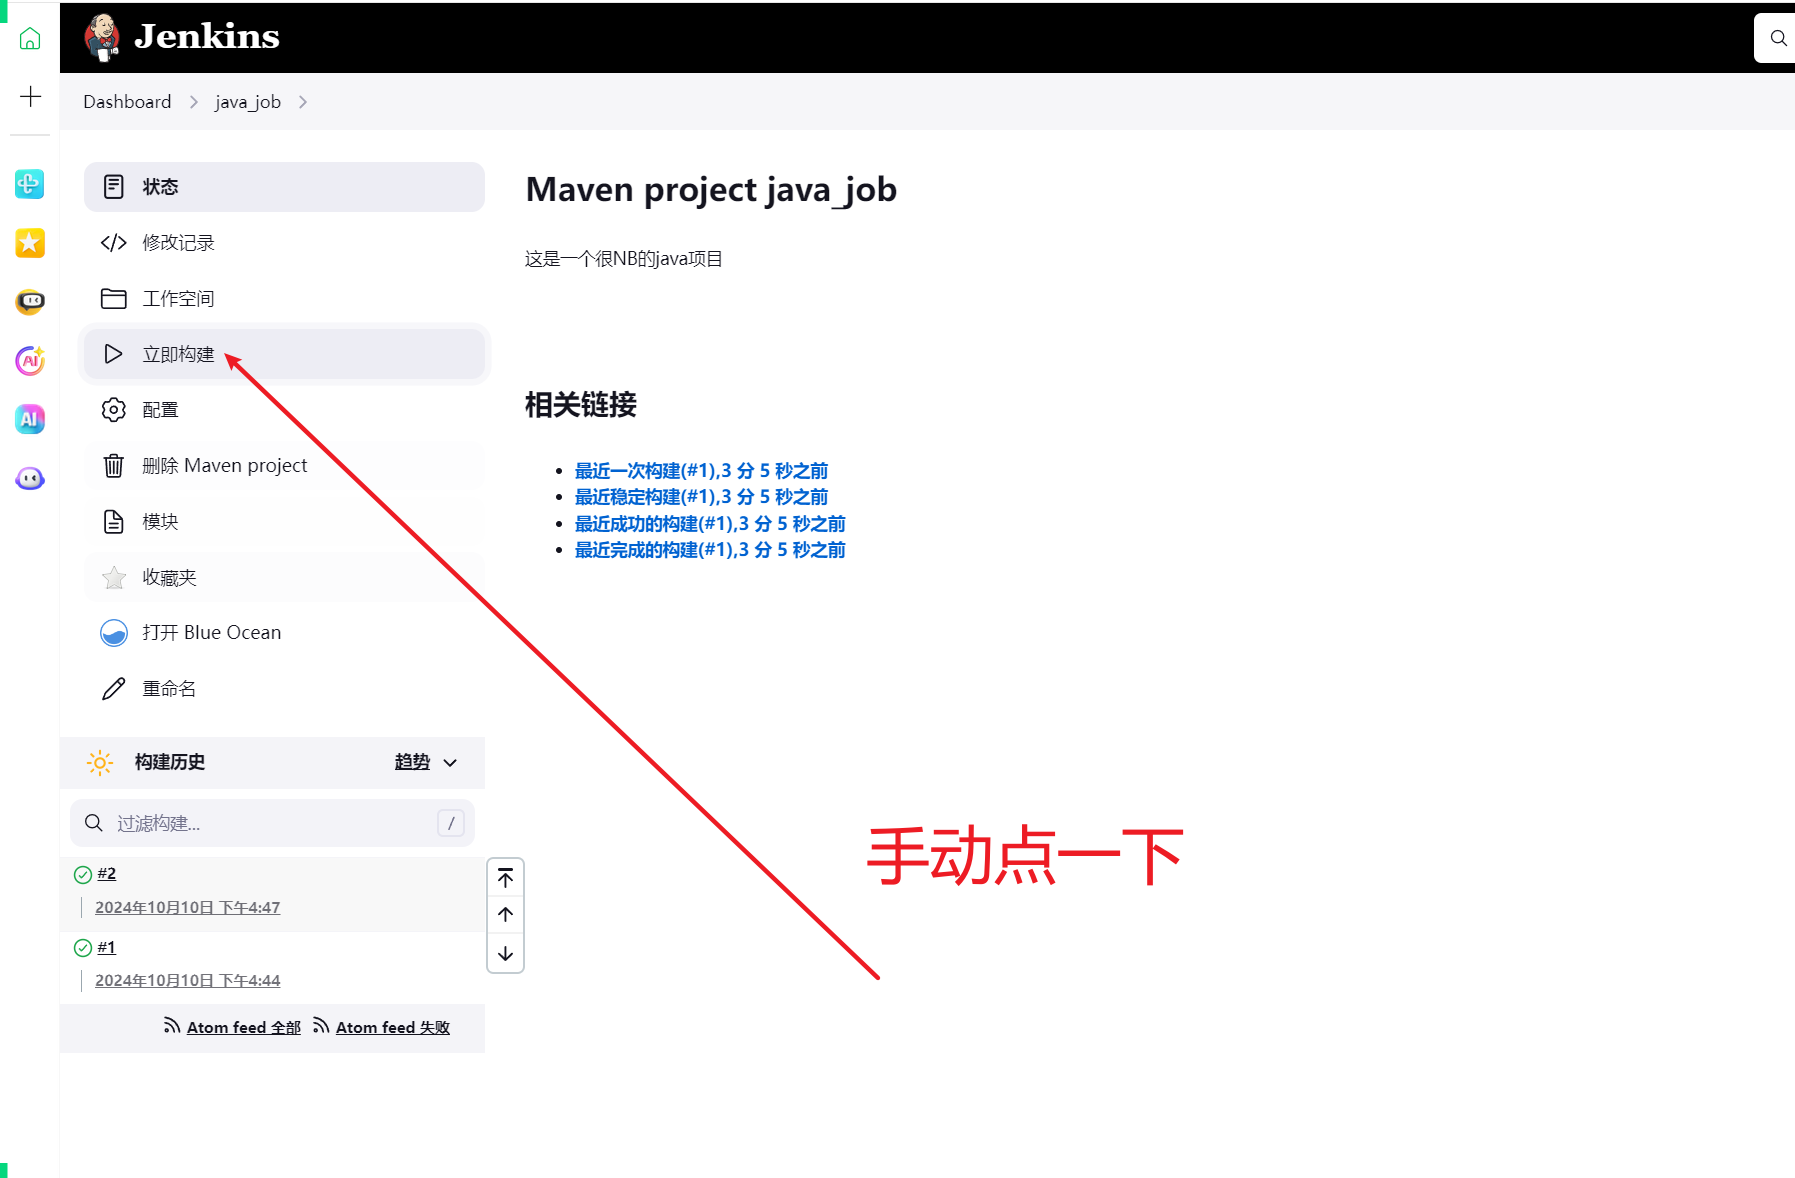 Jenkins
Dashboard
java_job
状态
修改记录
工作空间
立即构建
配置
删除 Maven project
模块
收藏夹
打开 Blue Ocean
重命名
构建历史
趋势
过滤构建...
/
#2
2024年10月10日 下午4:47
#1
2024年10月10日 下午4:44
Atom feed 全部
Atom feed 失败
Maven project java_job
这是一个很NB的java项目
相关链接
最近一次构建(#1),3 分 5 秒之前
最近稳定构建(#1),3 分 5 秒之前
最近成功的构建(#1),3 分 5 秒之前
最近完成的构建(#1),3 分 5 秒之前
手动点一下
AI
AI